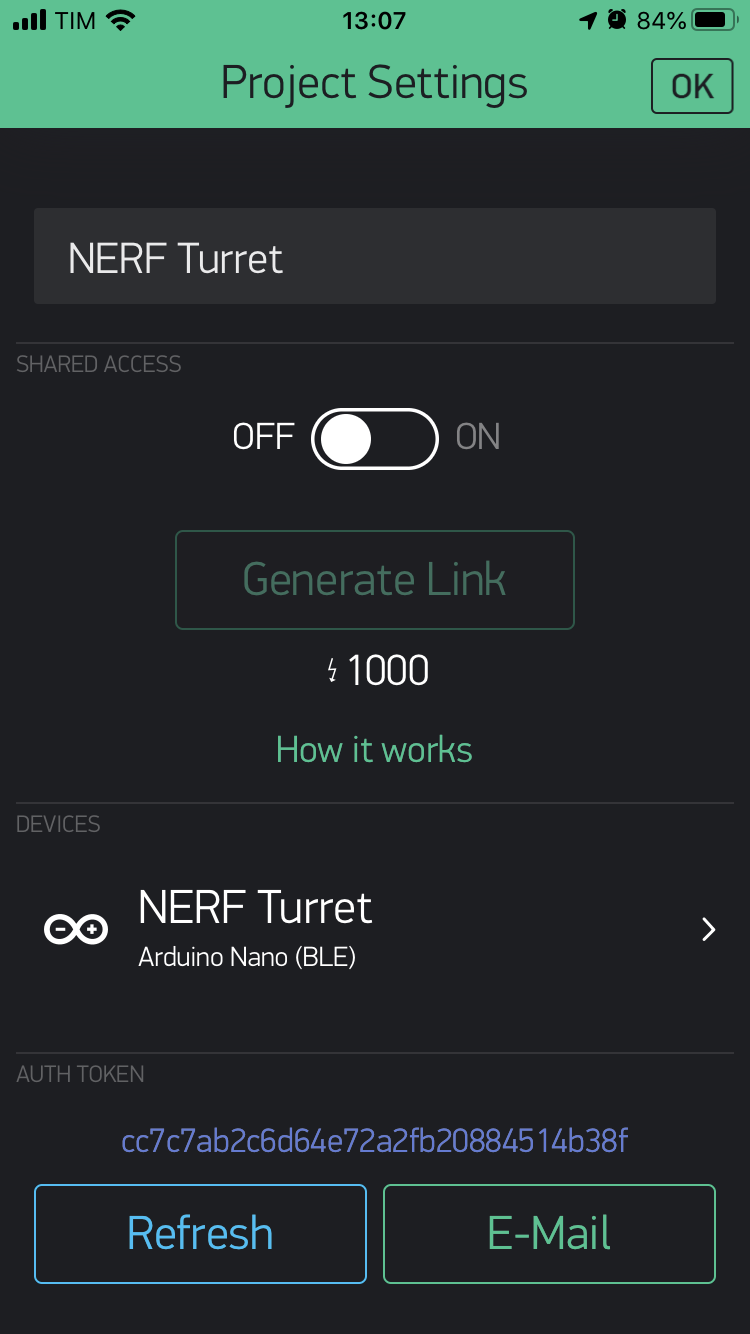 TIM 13:07 84%
Project Settings OK
NERF Turret
SHARED ACCESS
OFF ON
Generate Link
1000
How it works
DEVICES
NERF Turret
Arduino Nano (BLE)
AUTH TOKEN
cc7c7ab2c6d64e72a2fb20884514b38f
Refresh E-Mail